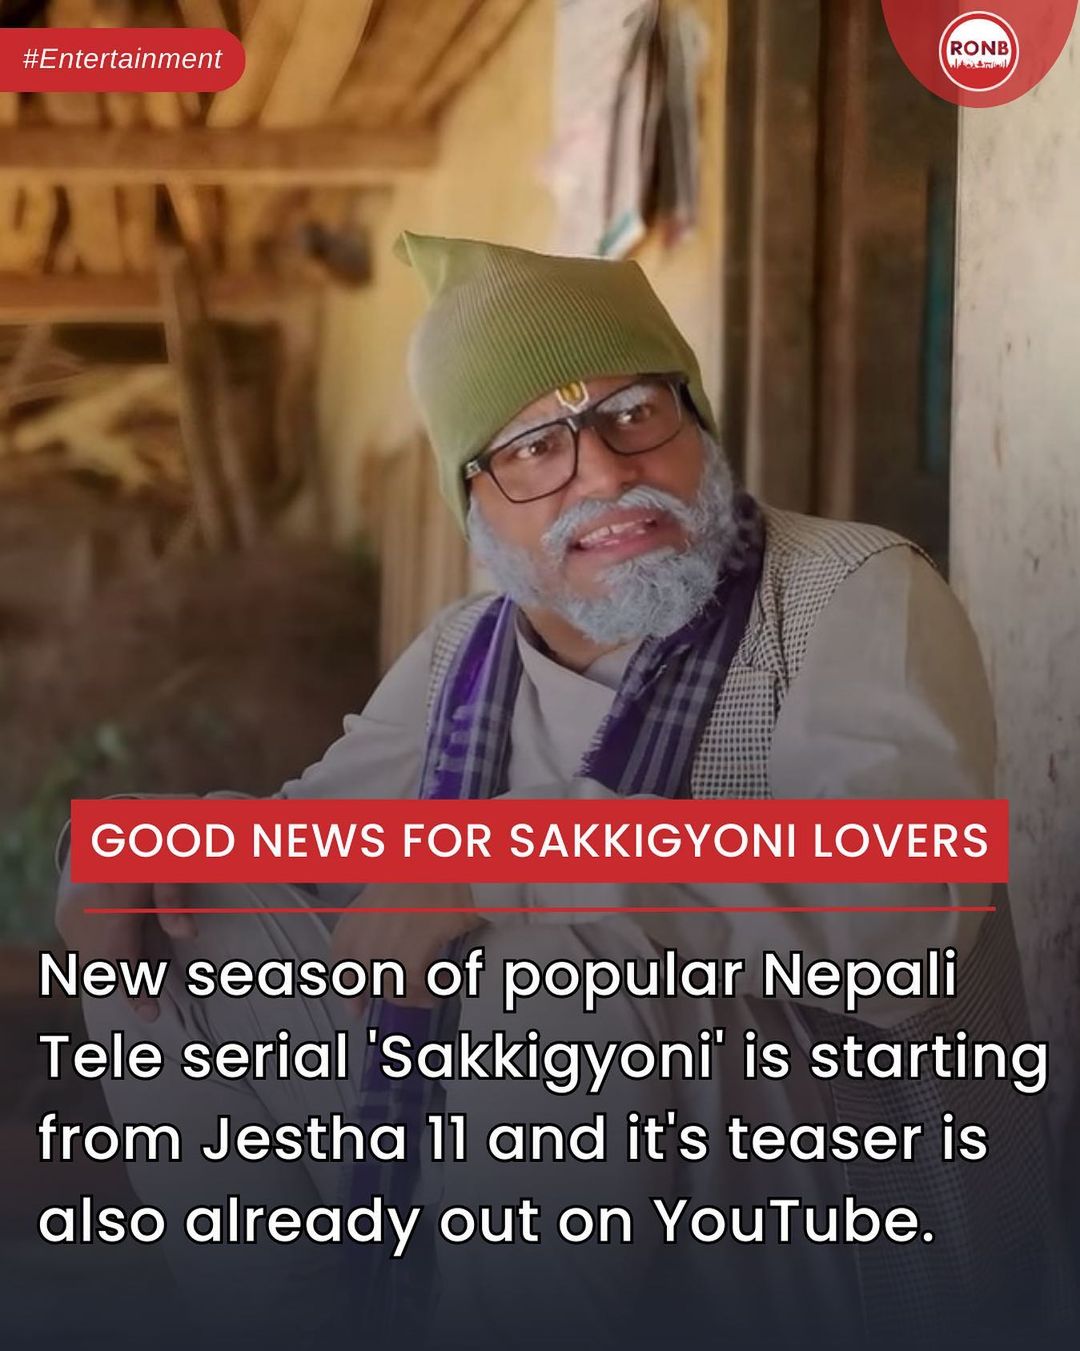 #Entertainment
RONB
GOOD NEWS FOR SAKKIGYONI LOVERS
New season of popular Nepali
Tele serial 'Sakkigyoni' is starting
from Jestha 11 and it's teaser is
also already out on YouTube.